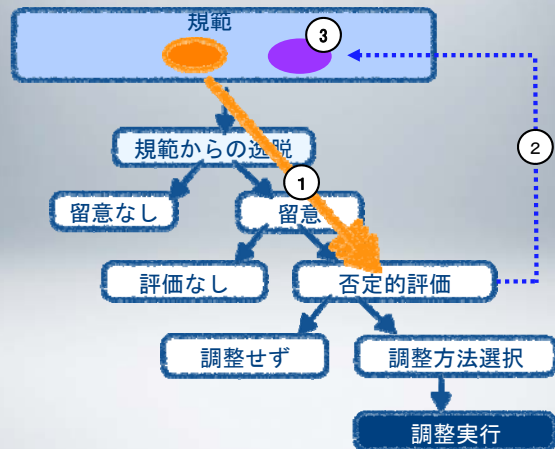 規範
③
②
規範からの逸脱
①
留意なし
留意
評価なし
否定的評価
調整せず
調整方法選択
調整実行